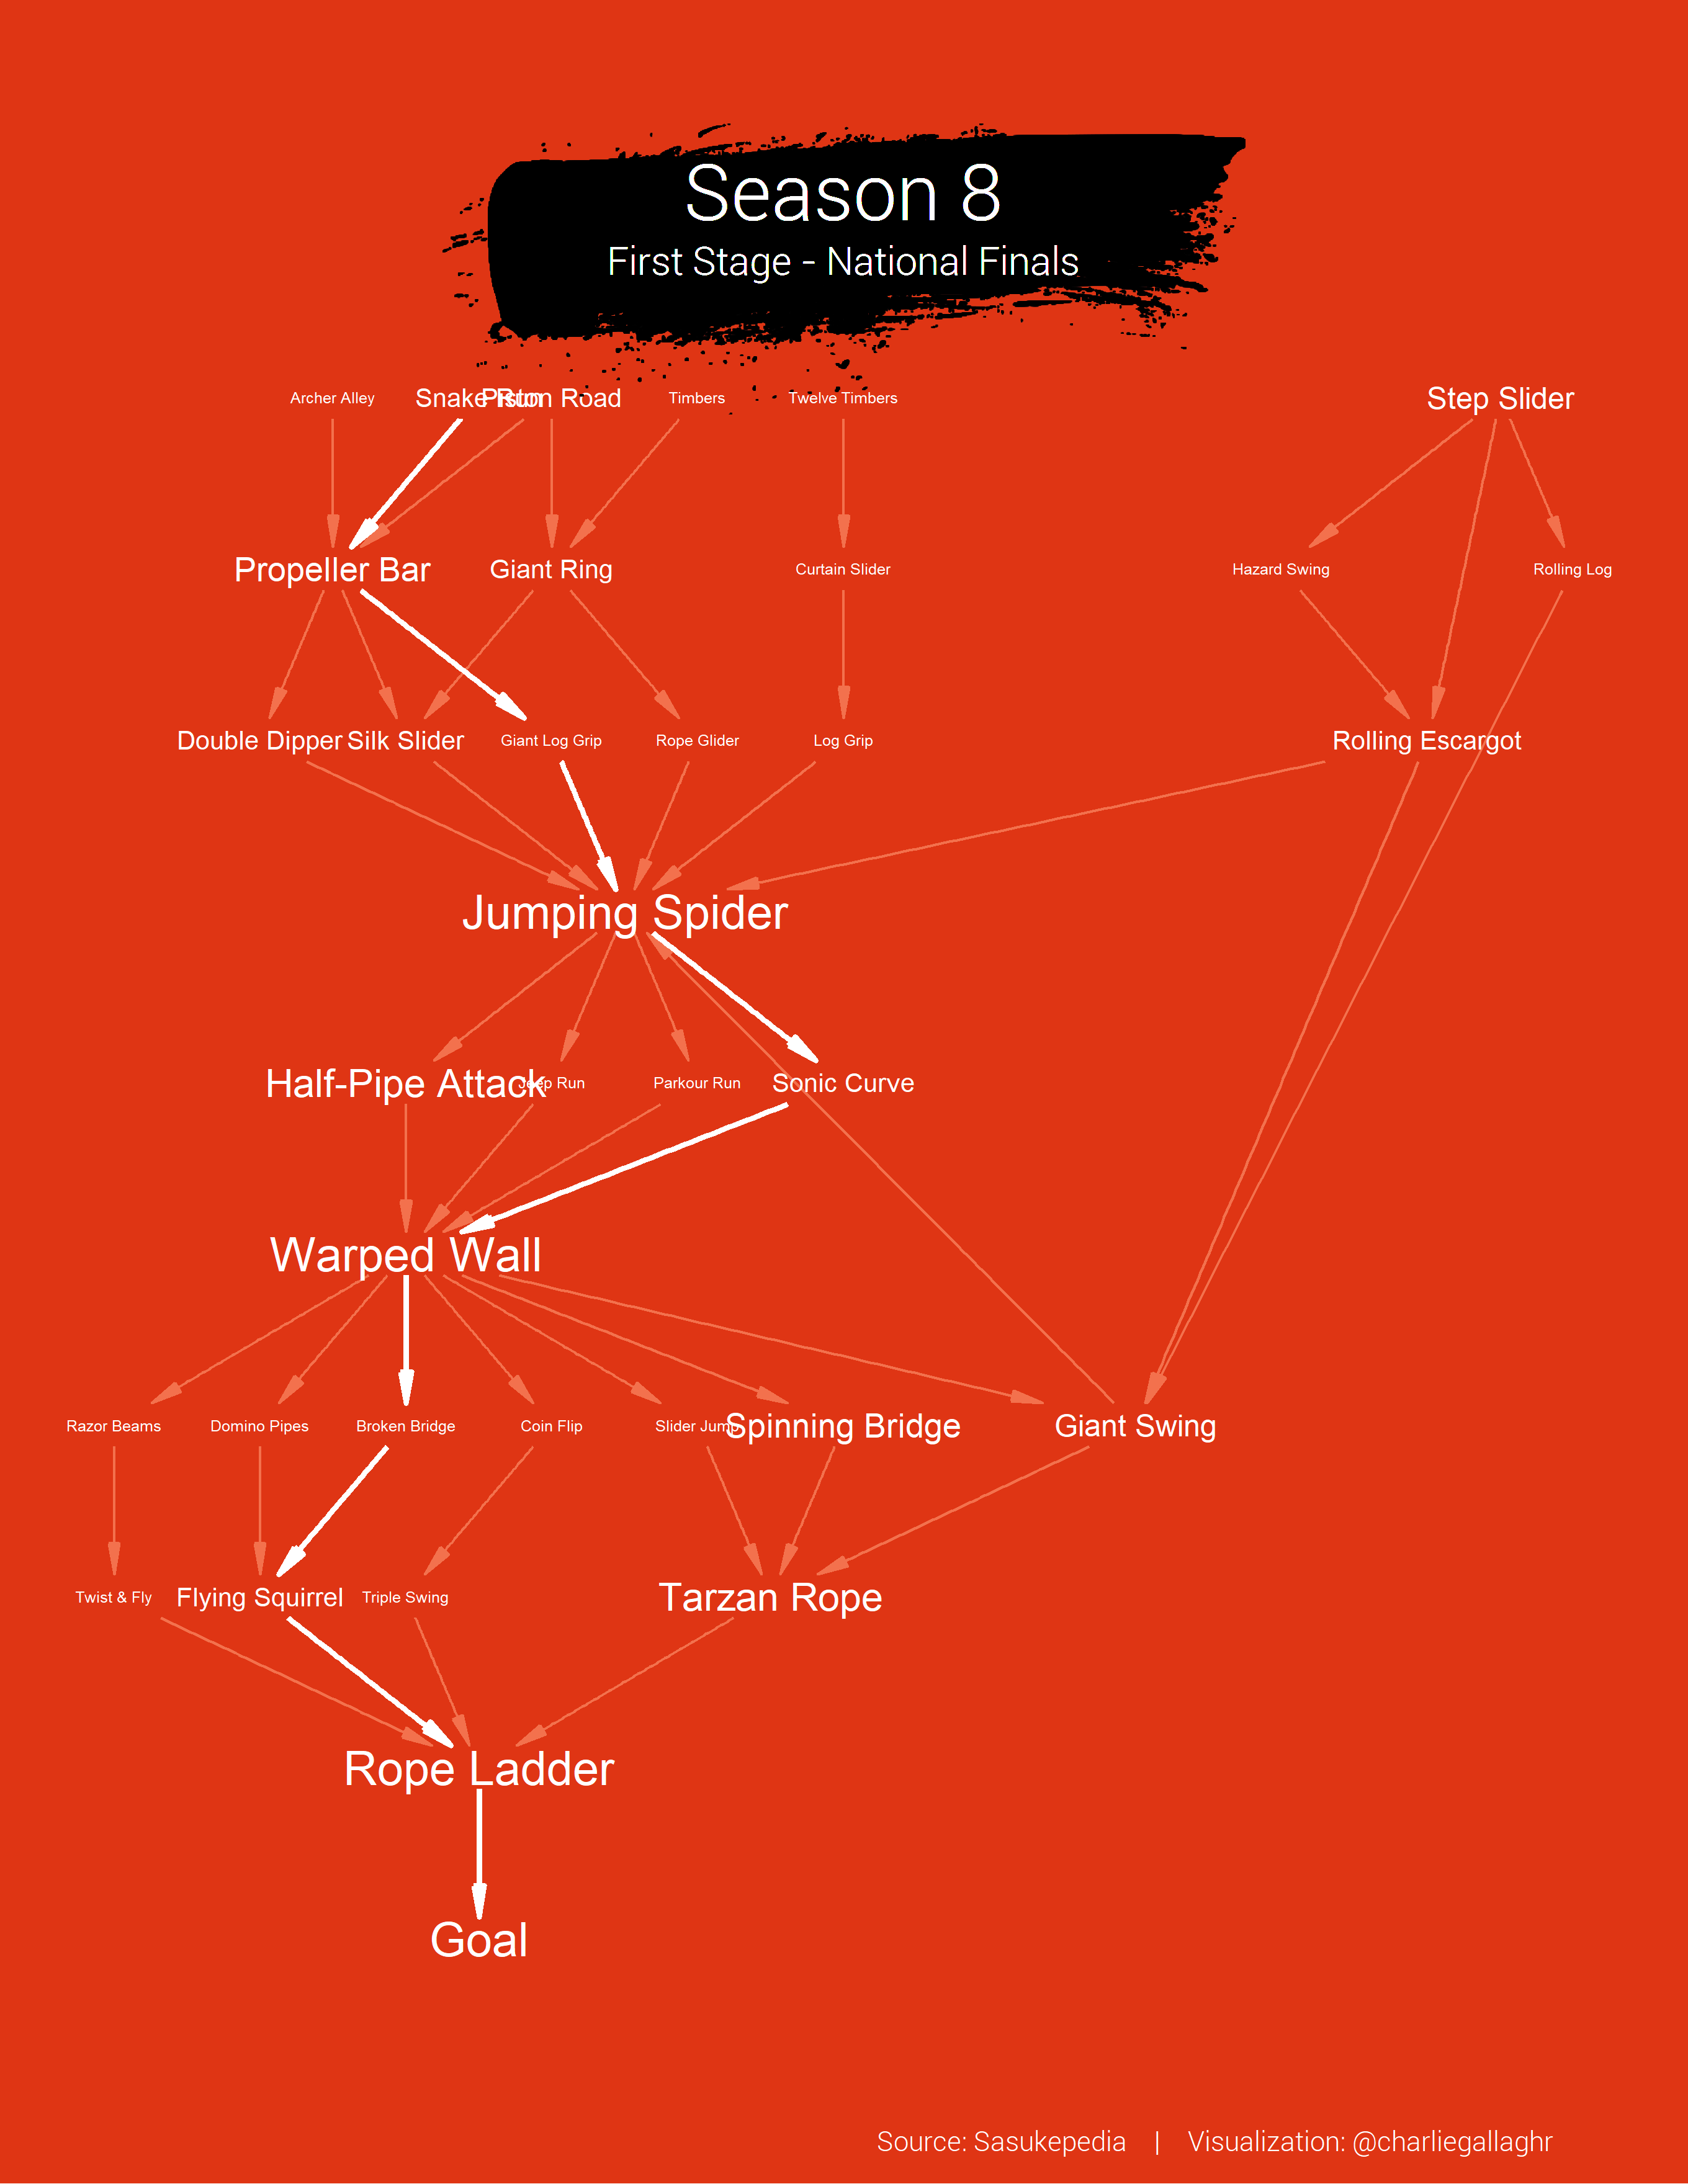 Season 8
First Stage - National Finals
Archer Alley
Snake Run
Piston Road
Timbers
Twelve Timbers
Step Slider
Propeller Bar
Giant Ring
Curtain Slider
Hazard Swing
Rolling Log
Double Dipper
Silk Slider
Giant Log Grip
Rope Glider
Log Grip
Rolling Escargot
Jumping Spider
Half-Pipe Attack
Jeep Run
Parkour Run
Sonic Curve
Warped Wall
Razor Beams
Domino Pipes
Broken Bridge
Coin Flip
Slider Jump
Spinning Bridge
Giant Swing
Twist & Fly
Flying Squirrel
Triple Swing
Tarzan Rope
Rope Ladder
Goal
Source: Sasukepedia | Visualization: @charliegallaghr